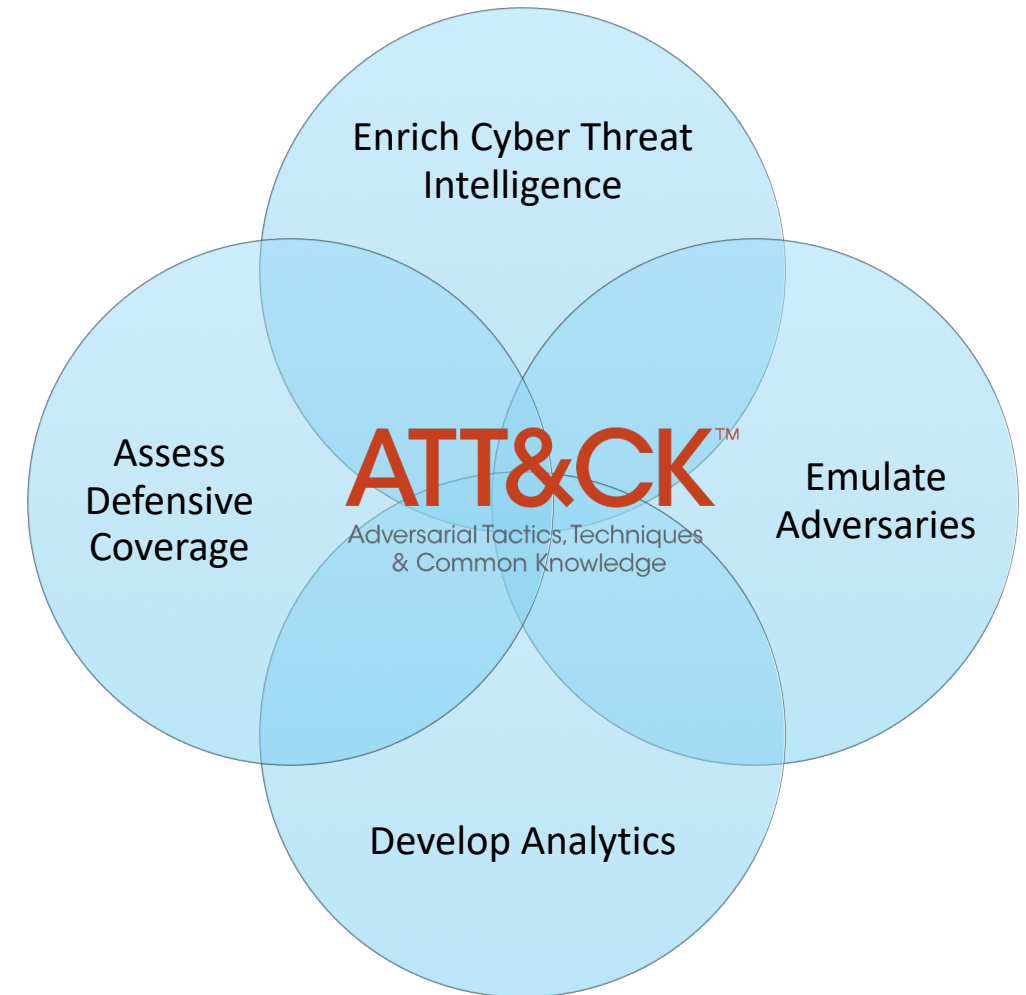 Enrich Cyber Threat
Intelligence
Assess
Defensive
Coverage
ATT&CK™
Adversarial Tactics, Techniques
& Common Knowledge
Emulate
Adversaries
Develop Analytics